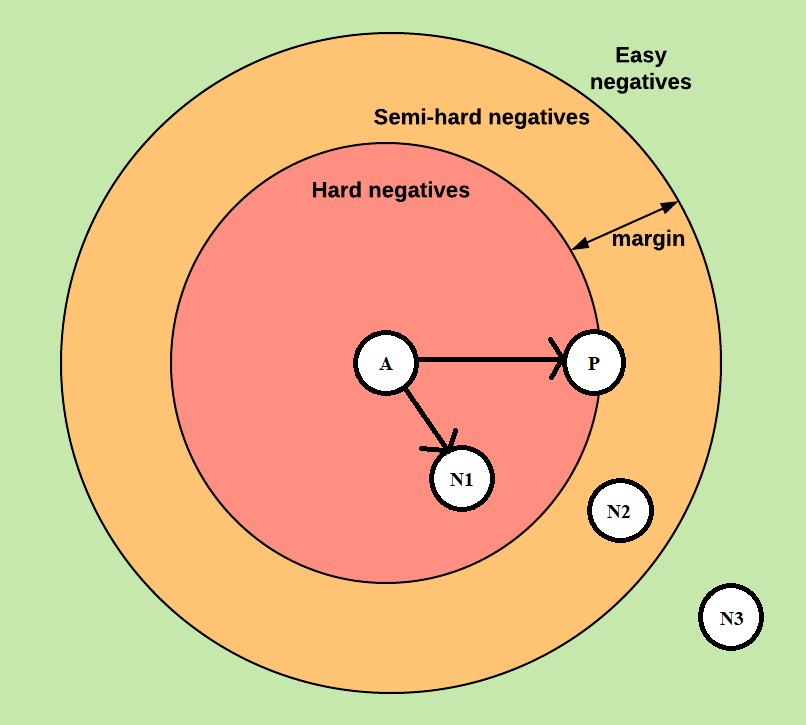 Easy
negatives
Semi-hard negatives
Hard negatives
margin
A
P
N1
N2
N3